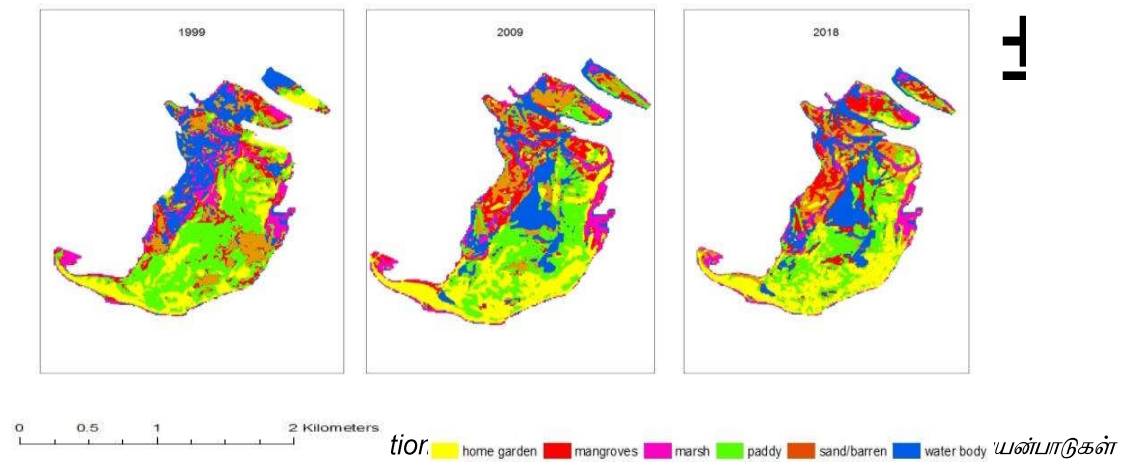 1999 2009 2018
0 0.5 1 2 Kilometers
home garden mangroves marsh paddy sand/barren water body